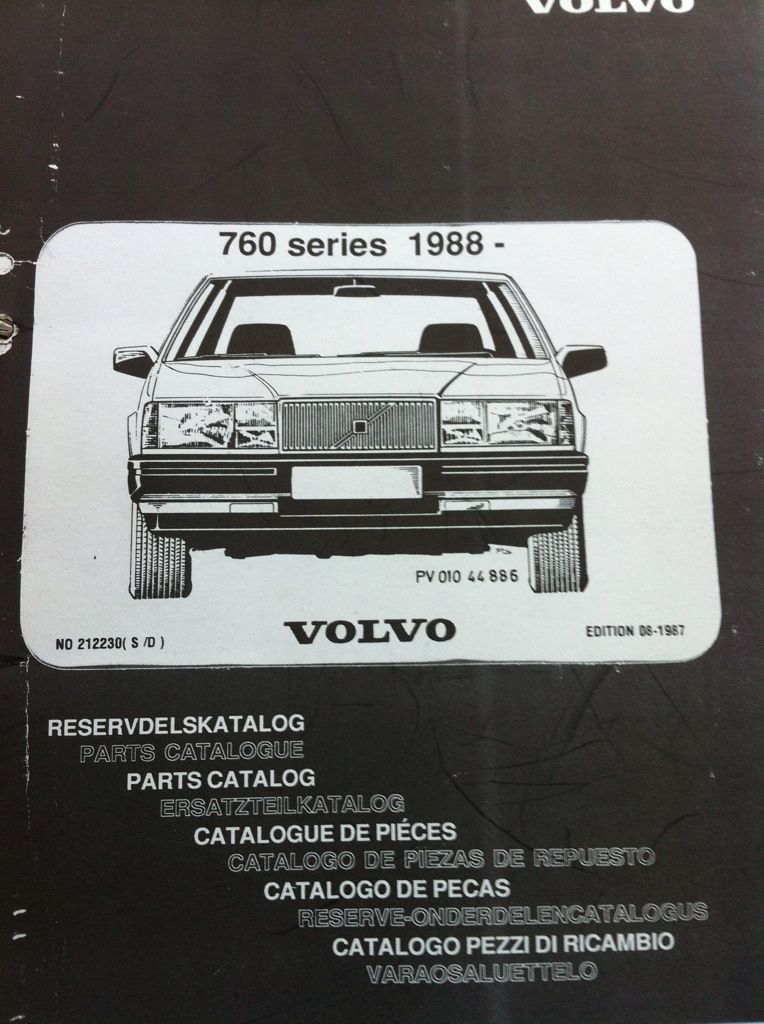 VOLVO
760 series 1988 -
PV 010 44 886
NO 212230( S /D )
VOLVO
EDITION 08-1987
RESERVDELSKATALOG
PARTS CATALOGUE
PARTS CATALOG
ERSATZTEILKATALOG
CATALOGUE DE PIÉCES
CATALOGO DE PIEZAS DE REPUESTO
CATALOGO DE PECAS
RESERVE-ONDERDELENCATALOGUS
CATALOGO PEZZI DI RICAMBIO
VARAOSALUETTELO